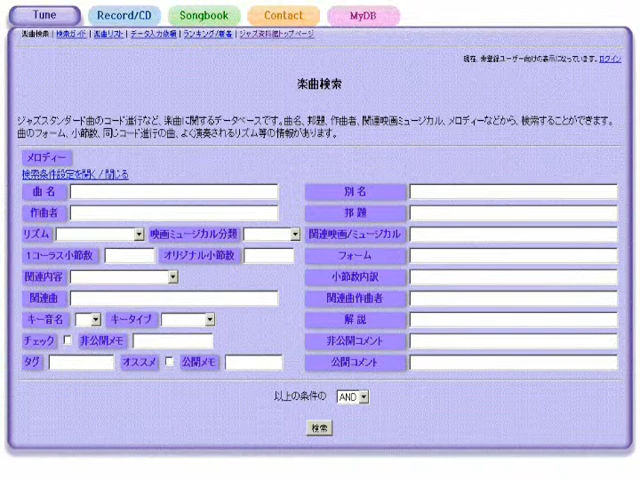 Tune Record/CD Songbook Contact MyDB
楽曲検索 | 検索ガイド | 楽曲リスト | データ入力依頼 | ランキング/新着 | ジャズ資料館トップページ
現在、未登録ユーザー向けの表示になっています。ログイン
楽曲検索
ジャズスタンダード曲のコード進行など、楽曲に関するデータベースです。曲名、邦題、作曲者、関連映画ミュージカル、メロディーなどから、検索することができます。
曲のフォーム、小節数、同じコード進行の曲、よく演奏されるリズム等の情報があります。
メロディー
検索条件設定を開く / 閉じる
曲 名 別 名
作曲者 邦 題
リズム 映画ミュージカル分類 関連映画/ミュージカル
1コーラス小節数 オリジナル小節数 フォーム
関連内容 小節数内訳
関連曲 関連曲作曲者
キー音名 キータイプ 解 説
チェック 非公開メモ 非公開コメント
タグ オススメ 公開メモ 公開コメント
以上の条件の AND
検索